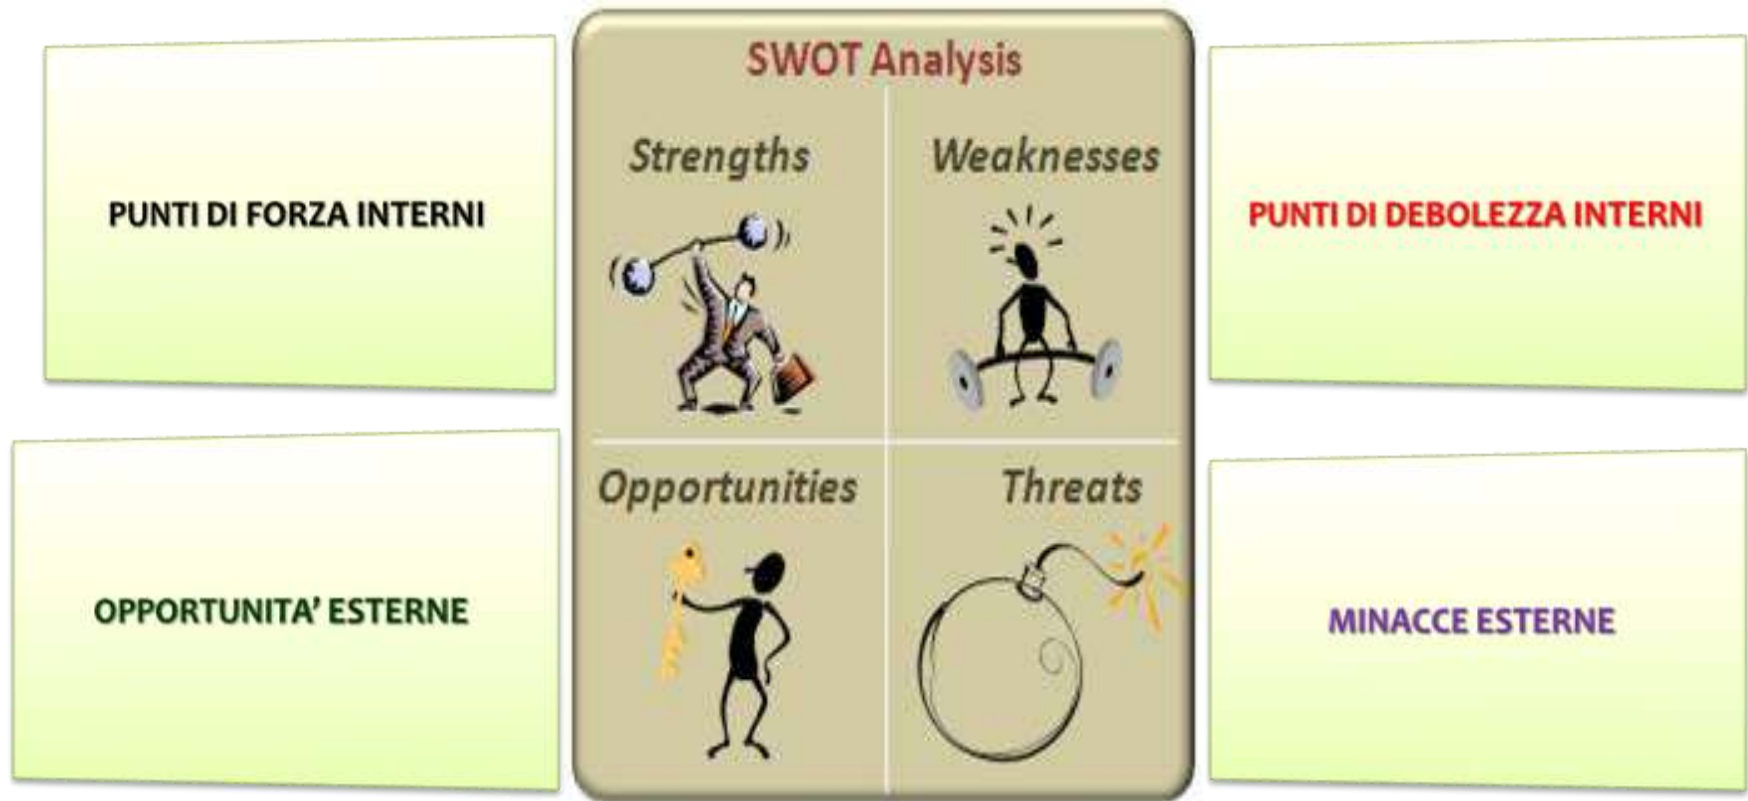 SWOT Analysis
Strengths
Weaknesses
PUNTI DI FORZA INTERNI
PUNTI DI DEBOLEZZA INTERNI
Opportunities
Threats
OPPORTUNITA’ ESTERNE
MINACCE ESTERNE